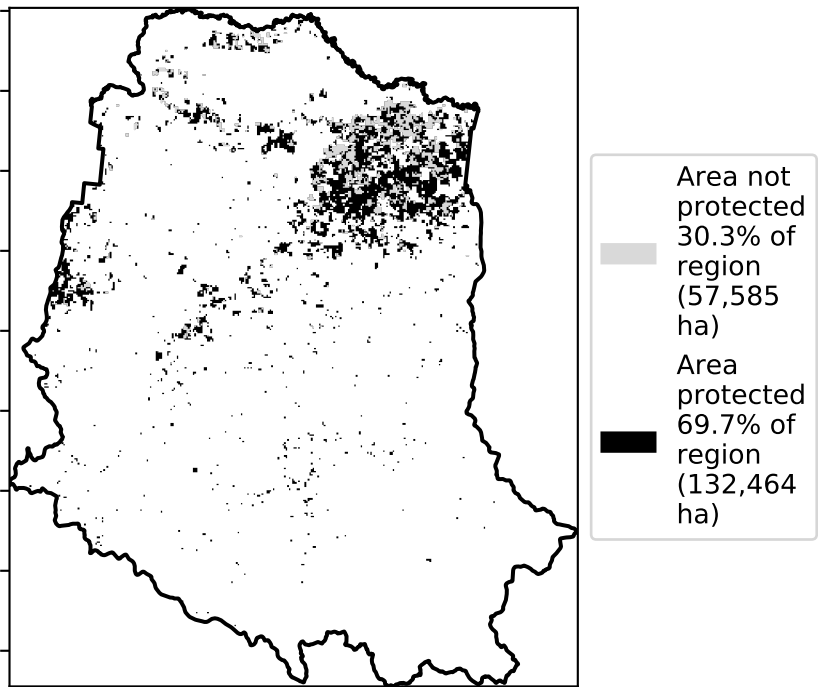 Area not
protected
30.3% of
region
(57,585
ha)
Area
protected
69.7% of
region
(132,464
ha)